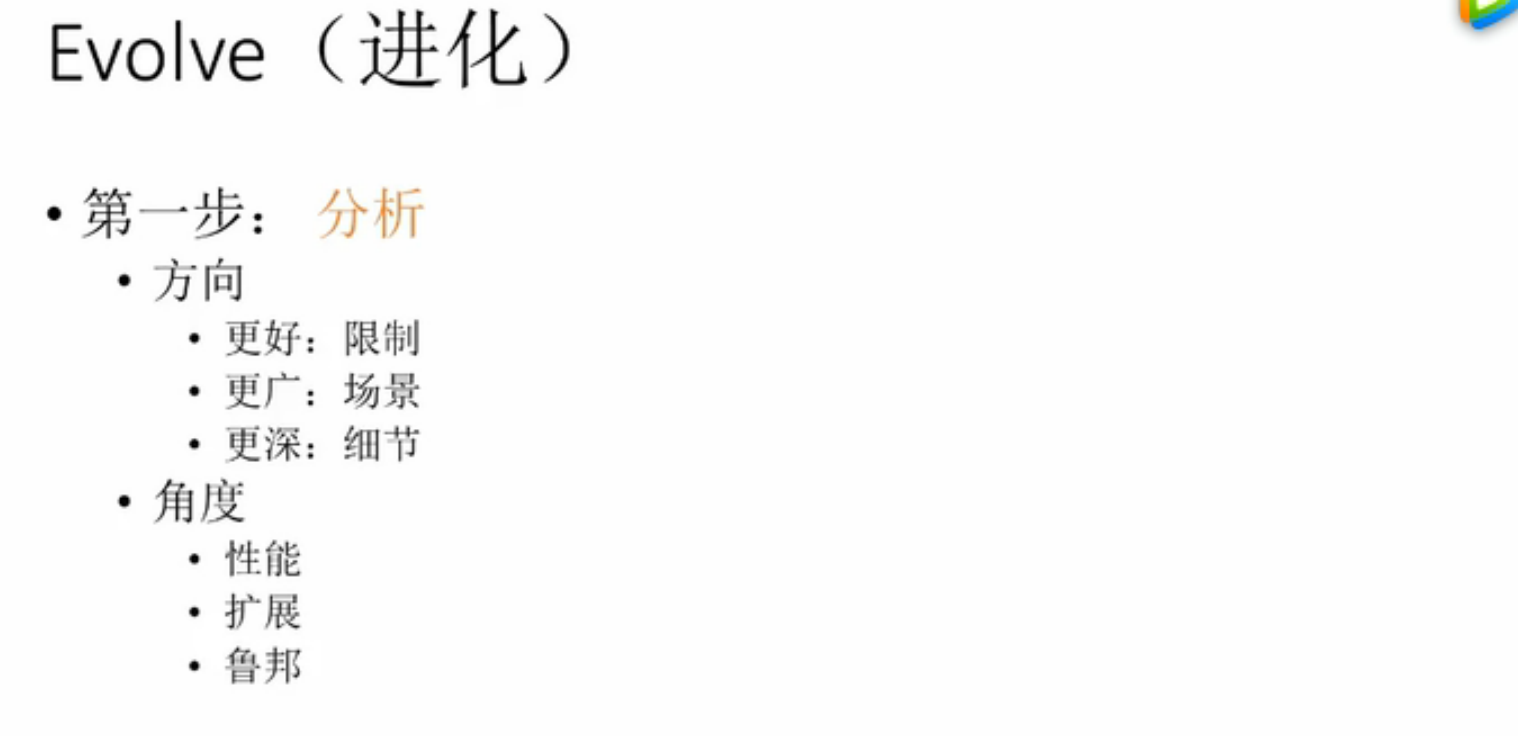 Evolve（进化）
• 第一步： 分析
• 方向
• 更好：限制
• 更广：场景
• 更深：细节
• 角度
• 性能
• 扩展
• 鲁邦